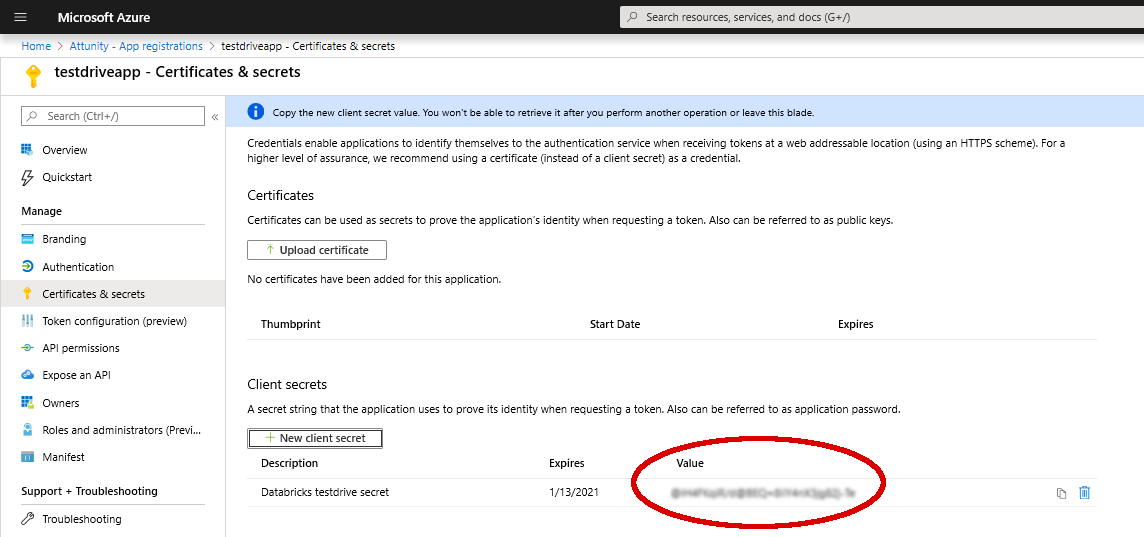 Microsoft Azure
Search resources, services, and docs (G+/)
Home > Attunity - App registrations > testdriveapp - Certificates & secrets
testdriveapp - Certificates & secrets
Search (Ctrl+/)
«
Overview
Quickstart
Manage
Branding
Authentication
Certificates & secrets
Token configuration (preview)
API permissions
Expose an API
Owners
Roles and administrators (Previ...
Manifest
Support + Troubleshooting
Troubleshooting
Copy the new client secret value. You won't be able to retrieve it after you perform another operation or leave this blade.
Credentials enable applications to identify themselves to the authentication service when receiving tokens at a web addressable location (using an HTTPS scheme). For a
higher level of assurance, we recommend using a certificate (instead of a client secret) as a credential.
Certificates
Certificates can be used as secrets to prove the application's identity when requesting a token. Also can be referred to as public keys.
Upload certificate
No certificates have been added for this application.
Thumbprint Start Date Expires
Client secrets
A secret string that the application uses to prove its identity when requesting a token. Also can be referred to as application password.
New client secret
Description Expires Value
Databricks testdrive secret 1/13/2021